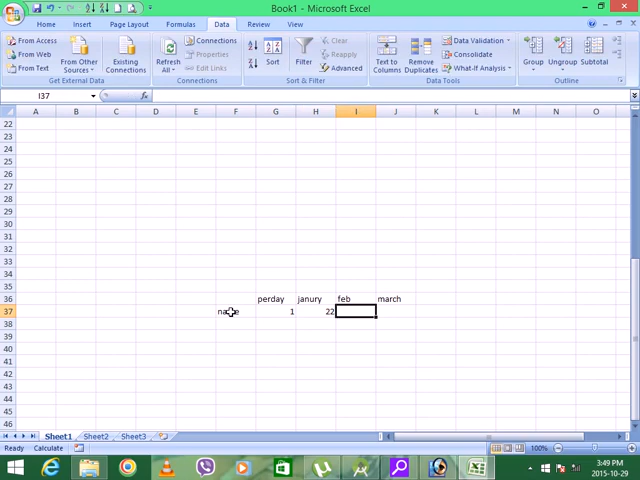 Book1 - Microsoft Excel
Home Insert Page Layout Formulas Data Review View
From Access
From Web
From Text
From Other Sources
Existing Connections
Get External Data
Refresh All
Connections
Properties
Edit Links
Connections
Sort
Filter
Clear
Reapply
Advanced
Sort & Filter
Text to Columns
Remove Duplicates
Data Validation
Consolidate
What-If Analysis
Data Tools
Group
Ungroup
Subtotal
Outline
I37
A B C D E F G H I J K L M N O
22
23
24
25
26
27
28
29
30
31
32
33
34
35
36 perday janury feb march
37 name 1 22
38
39
40
41
42
43
44
45
46
Sheet1 Sheet2 Sheet3
Ready Calculate 100%
3:49 PM
2015-10-29